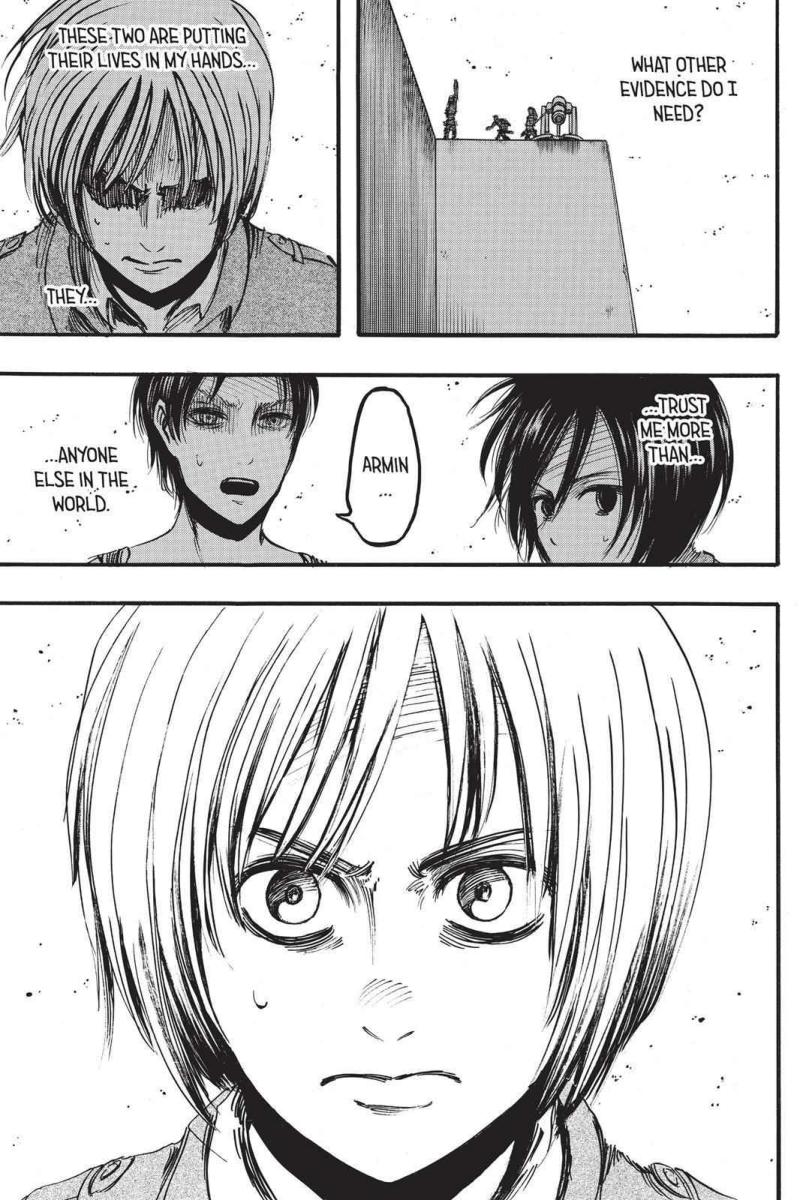 WHAT OTHER
EVIDENCE DO I
NEED?
THESE TWO ARE PUTTING
THEIR LIVES IN MY HANDS...
THEY...
...TRUST
ME MORE
THAN...
ARMIN
...
...ANYONE
ELSE IN THE
WORLD.